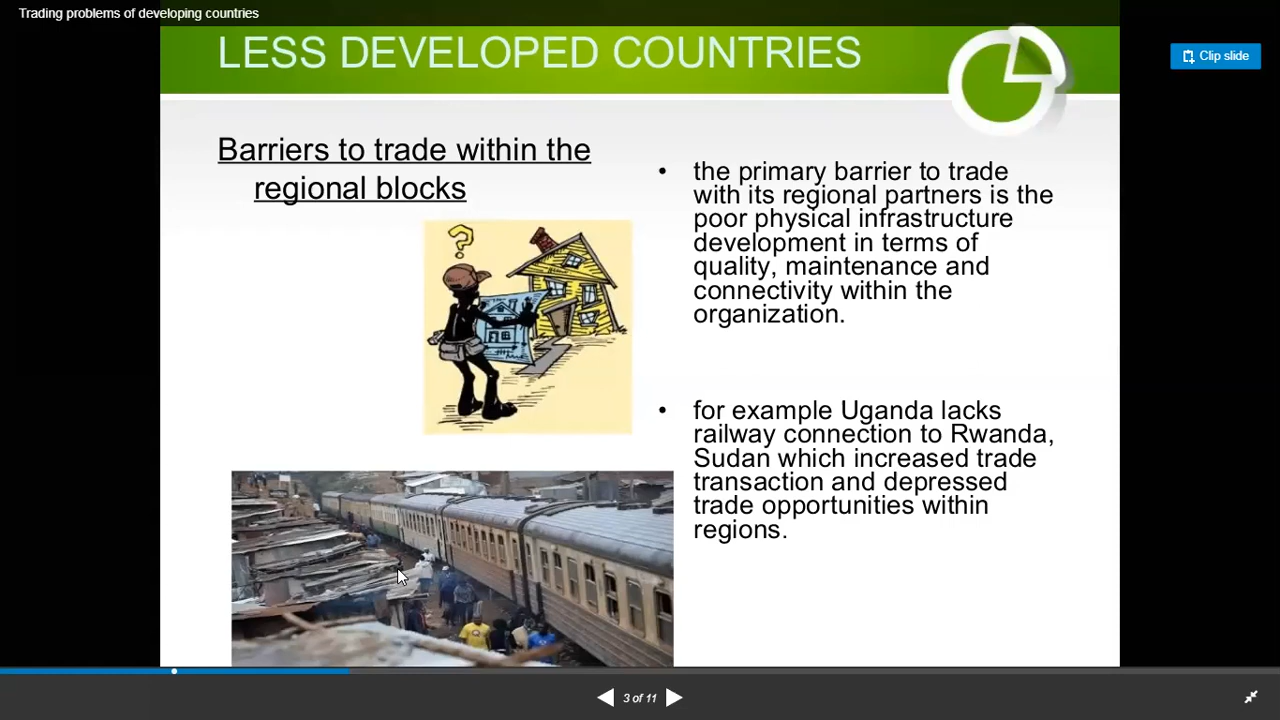 Trading problems of developing countries
LESS DEVELOPED COUNTRIES
Clip slide
Barriers to trade within the
regional blocks
?
• the primary barrier to trade
with its regional partners is the
poor physical infrastructure
development in terms of
quality, maintenance and
connectivity within the
organization.
• for example Uganda lacks
railway connection to Rwanda,
Sudan which increased trade
transaction and depressed
trade opportunities within
regions.
3 of 11